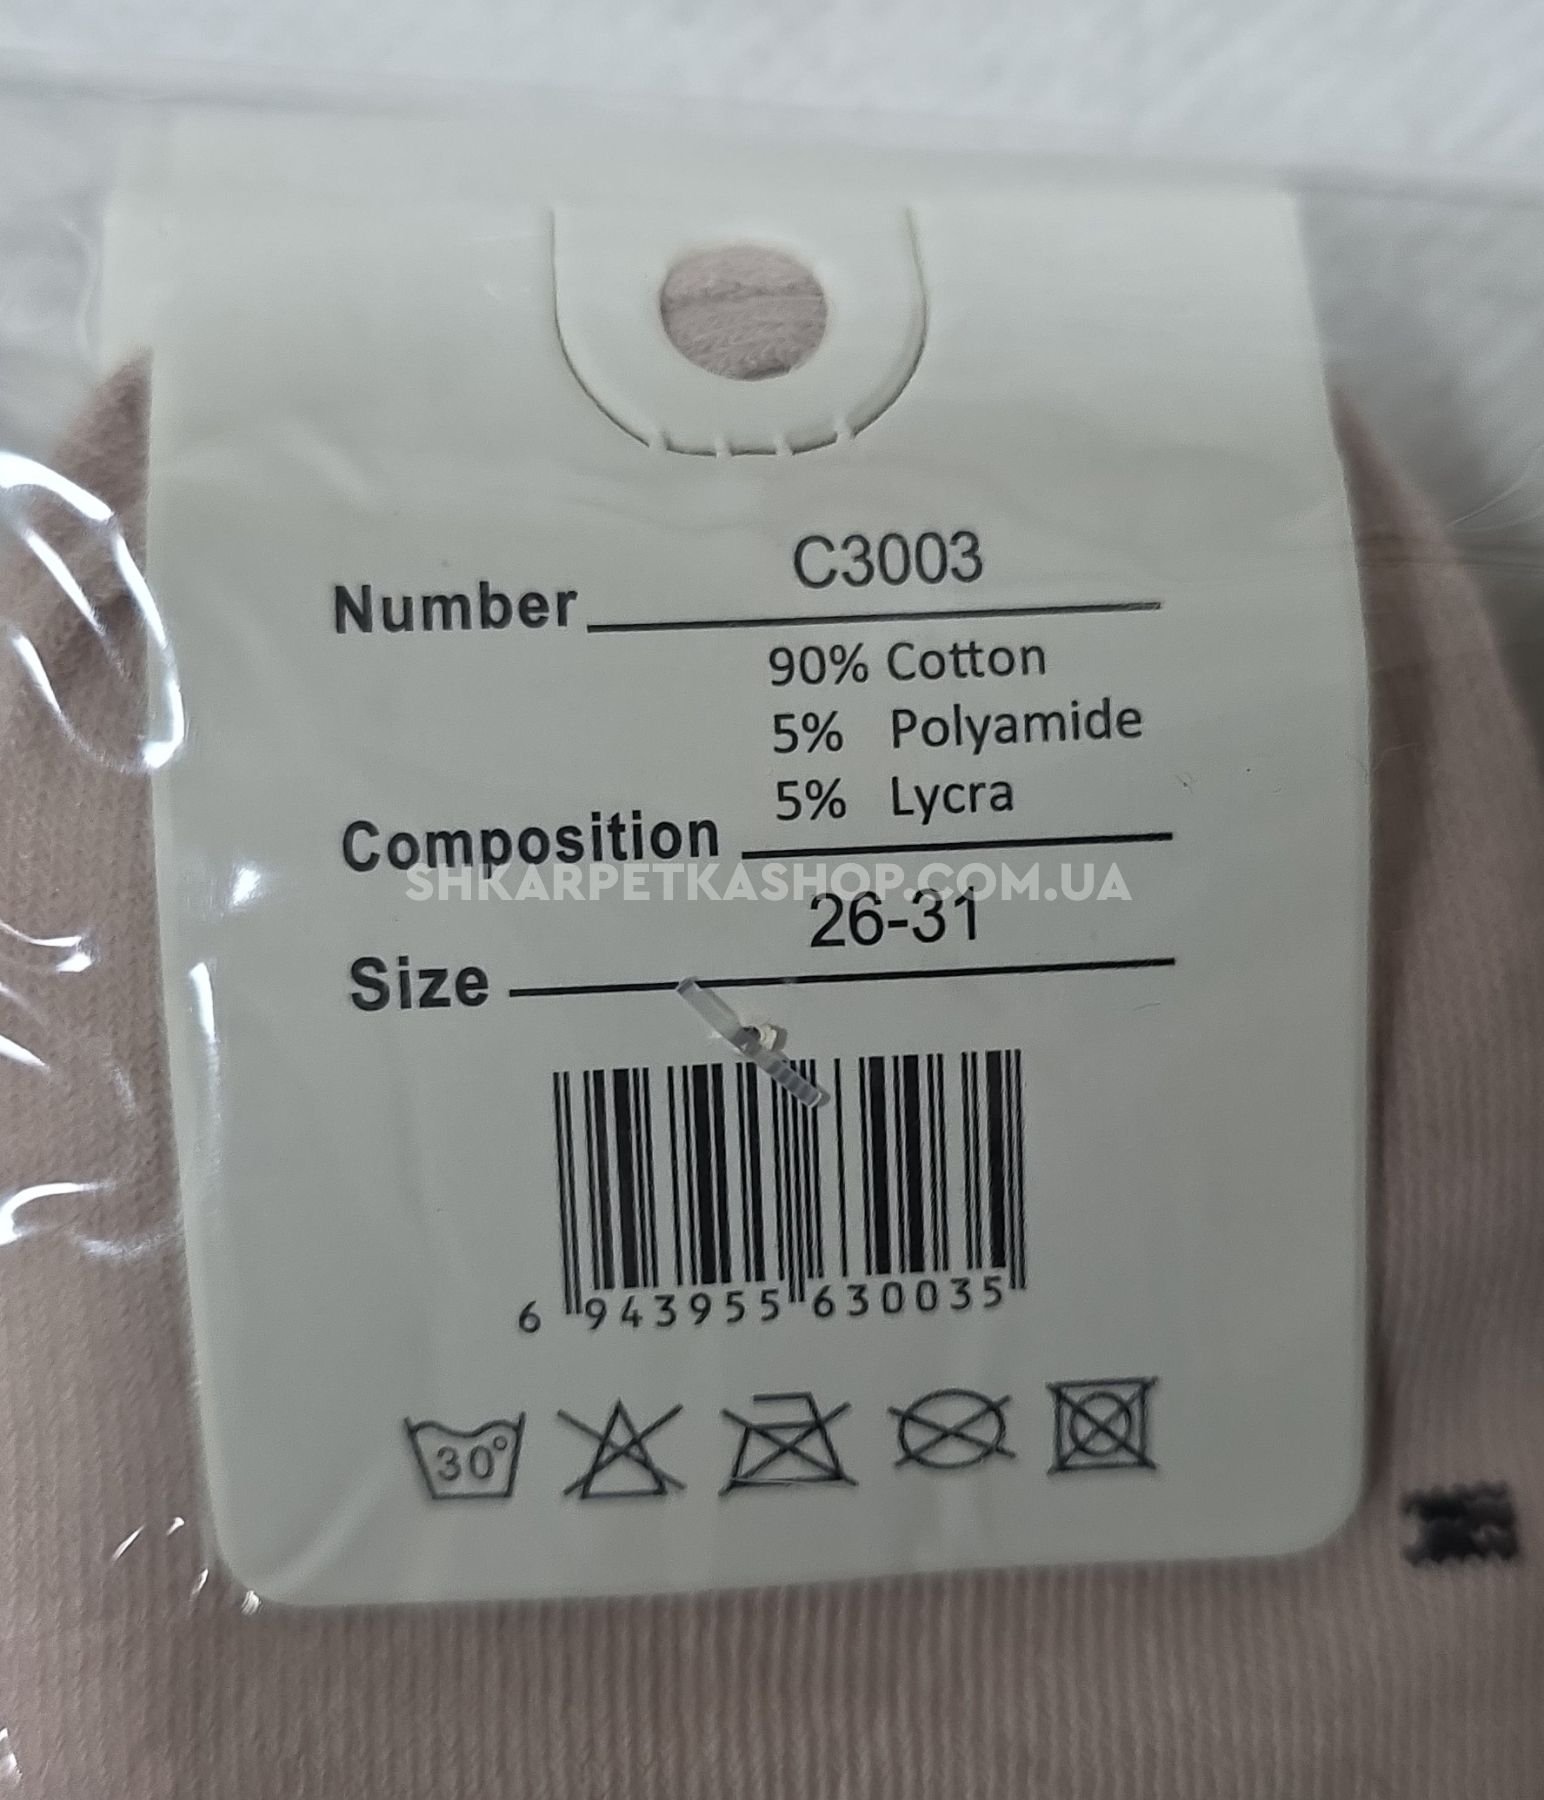 Number C3003
90% Cotton
5% Polyamide
5% Lycra
Composition
SHKARPETKASHOP.COM.UA
26-31
Size
6 943955 630035
30°